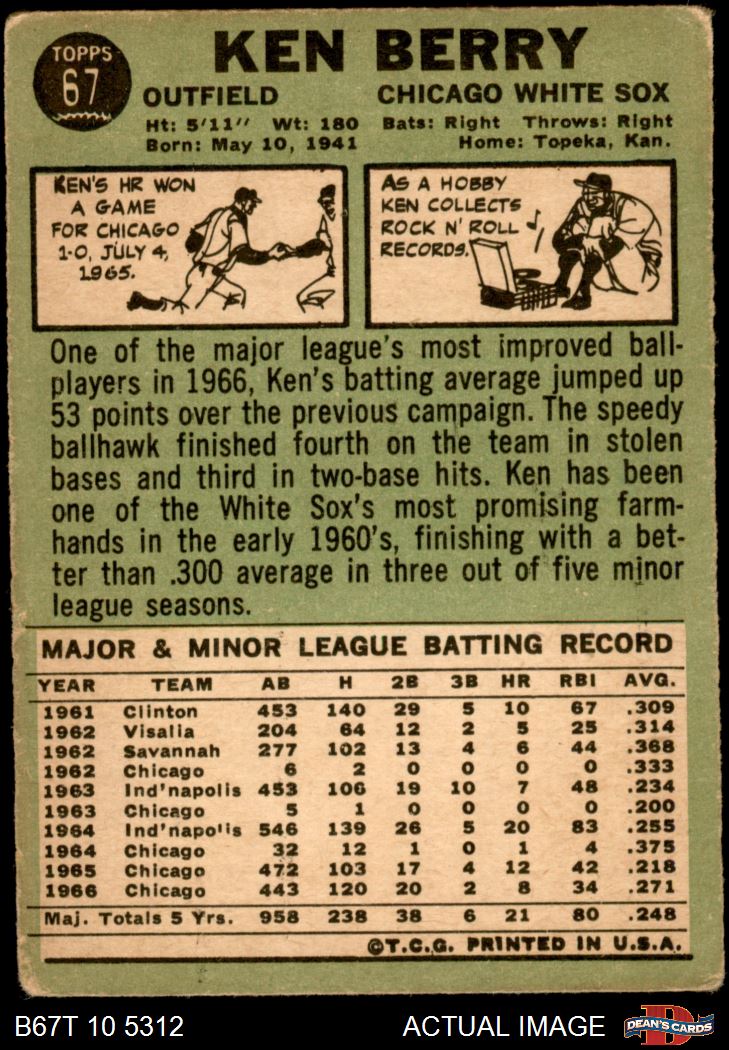 TOPPS
67
KEN BERRY
OUTFIELD CHICAGO WHITE SOX
Ht: 5'11" Wt: 180 Bats: Right Throws: Right
Born: May 10, 1941 Home: Topeka, Kan.
KEN'S HR WON
A GAME
FOR CHICAGO
1-0, JULY 4,
1965.
AS A HOBBY
KEN COLLECTS
ROCK N' ROLL
RECORDS.
One of the major league's most improved ball-
players in 1966, Ken's batting average jumped up
53 points over the previous campaign. The speedy
ballhawk finished fourth on the team in stolen
bases and third in two-base hits. Ken has been
one of the White Sox's most promising farm-
hands in the early 1960's, finishing with a bet-
ter than .300 average in three out of five minor
league seasons.
MAJOR & MINOR LEAGUE BATTING RECORD
YEAR TEAM AB H 2B 3B HR RBI AVG.
1961 Clinton 453 140 29 5 10 67 .309
1962 Visalia 204 64 12 2 5 25 .314
1962 Savannah 277 102 13 4 6 44 .368
1962 Chicago 6 2 0 0 0 0 .333
1963 Ind'napolis 453 106 19 10 7 48 .234
1963 Chicago 5 1 0 0 0 0 .200
1964 Ind'napolis 546 139 26 5 20 83 .255
1964 Chicago 32 12 1 0 1 4 .375
1965 Chicago 472 103 17 4 12 42 .218
1966 Chicago 443 120 20 2 8 34 .271
Maj. Totals 5 Yrs. 958 238 38 6 21 80 .248
©T.C.G. PRINTED IN U.S.A.
B67T 10 5312 ACTUAL IMAGE
D
DEAN'S CARDS